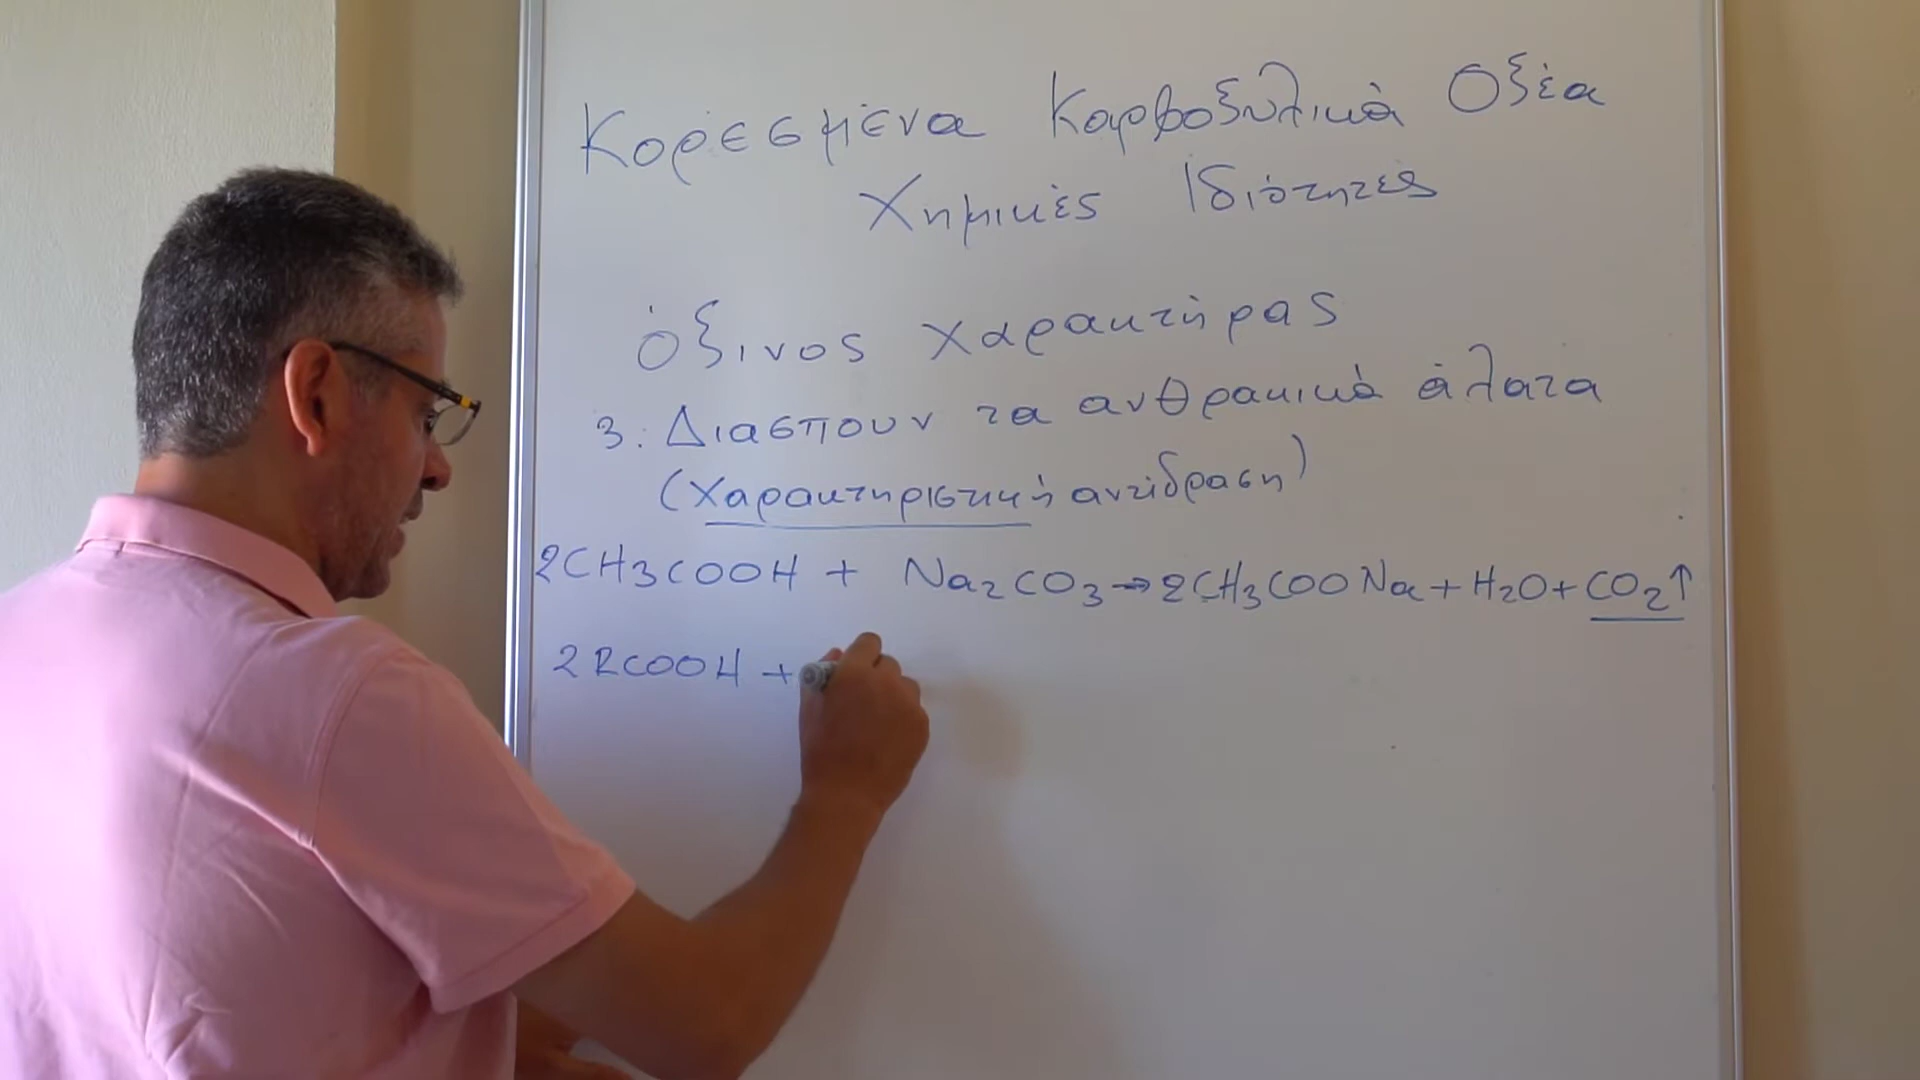 Κορεσμένα Καρβοξυλικά Οξέα
Χημικές Ιδιότητες
όξινος χαρακτήρας
3. Διασπούν τα ανθρακικά άλατα
(χαρακτηριστική αντίδραση)
2CH3COOH + Na2CO3→2CH3COONa+H2O+CO2↑
2RCOOH +